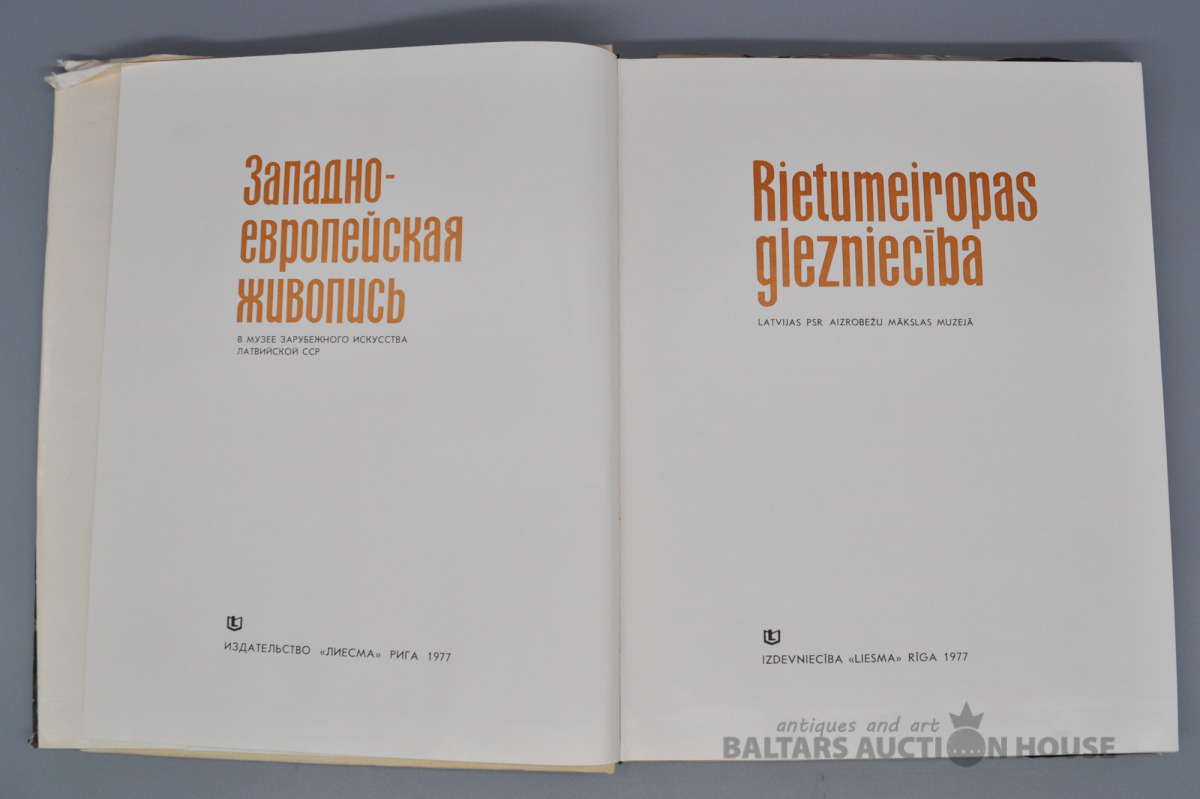 Западно-
европейская
живопись
В МУЗЕЕ ЗАРУБЕЖНОГО ИСКУССТВА
ЛАТВИЙСКОЙ ССР
ИЗДАТЕЛЬСТВО «ЛИЕСМА» РИГА 1977
Rietumeiropas
glezniecība
LATVIJAS PSR AIZROBEŽU MĀKSLAS MUZEJĀ
IZDEVNIECĪBA «LIESMA» RĪGA 1977
antiques and art
BALTARS AUCTION HOUSE